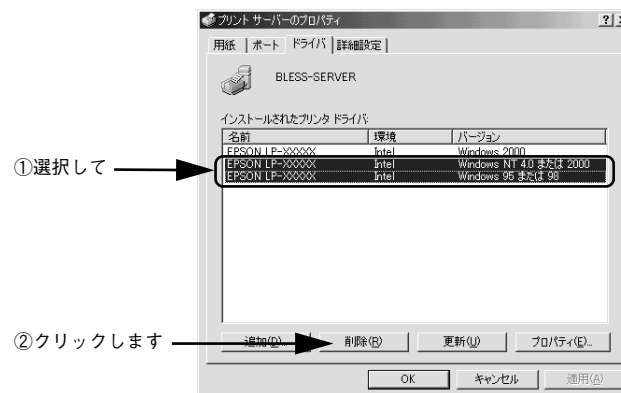 プリント サーバーのプロパティ
用紙 ポート ドライバ 詳細設定
BLESS-SERVER
インストールされたプリンタ ドライバ:
名前 環境 バージョン
EPSON LP-XXXXX Intel Windows 2000
EPSON LP-XXXXX Intel Windows NT 4.0 または 2000
EPSON LP-XXXXX Intel Windows 95 または 98
①選択して
②クリックします
追加(D)... 削除(R) 更新(U) プロパティ(E)...
OK キャンセル 適用(A)